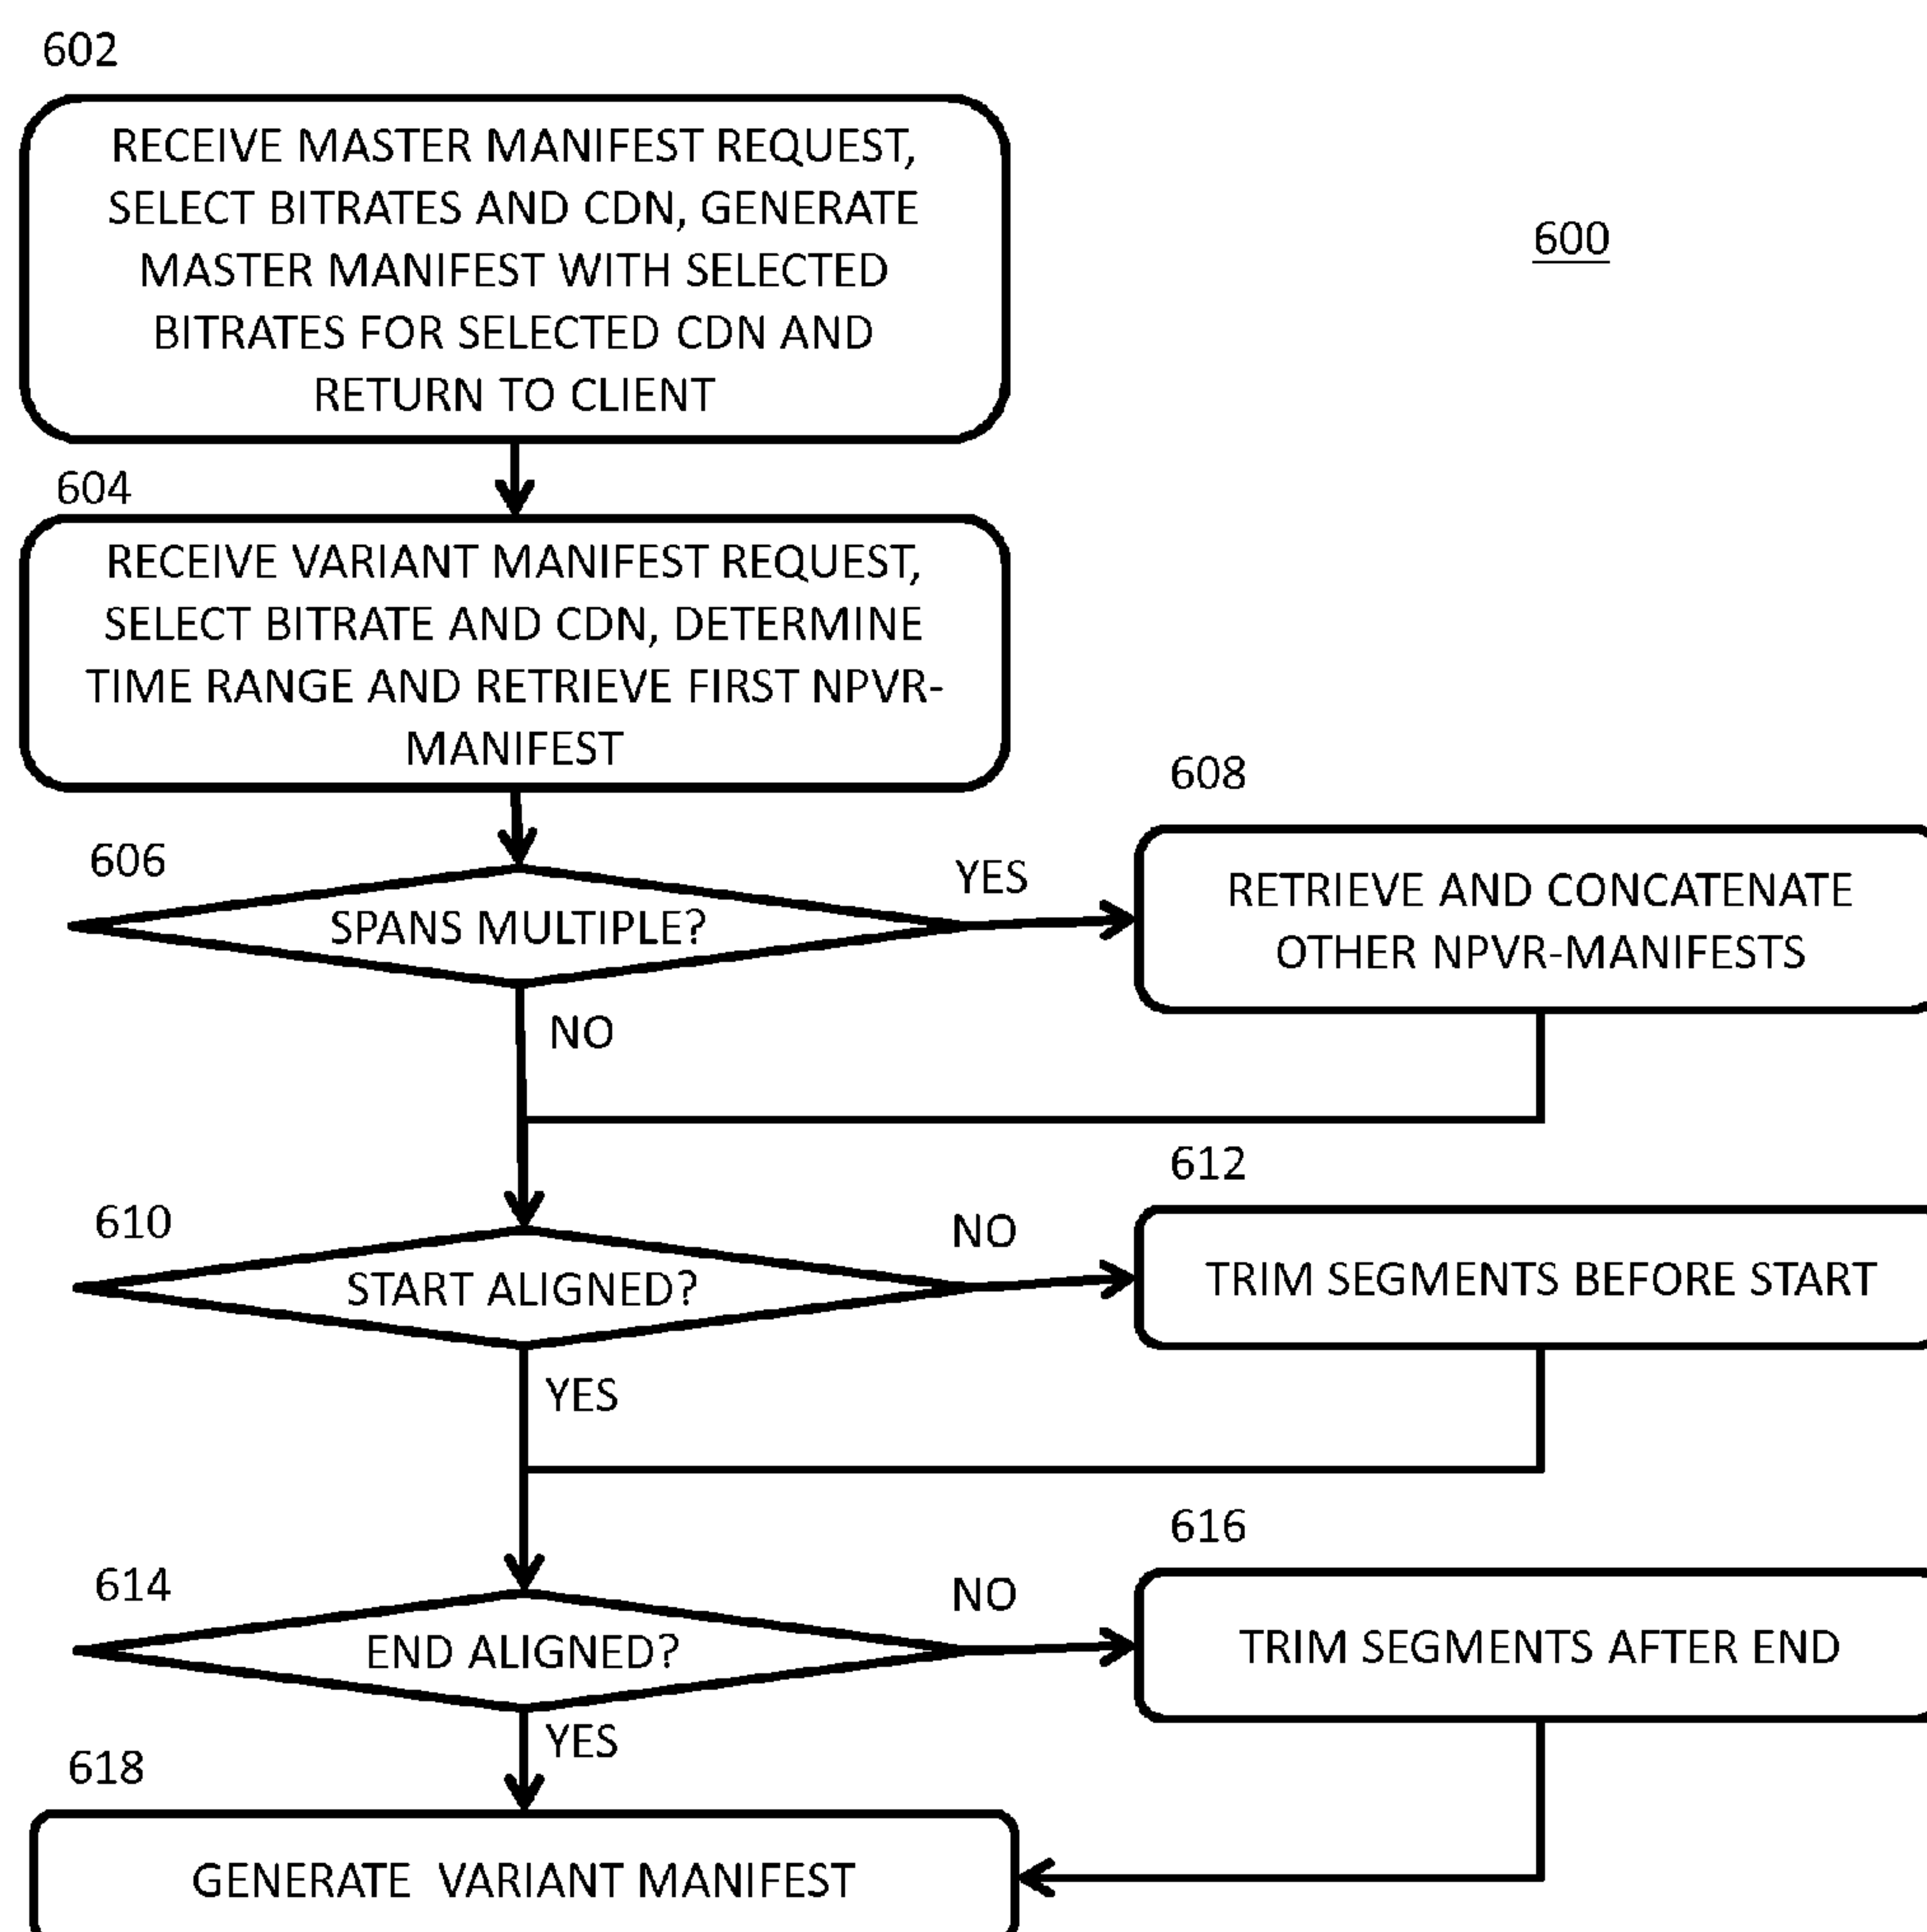 602
RECEIVE MASTER MANIFEST REQUEST,
SELECT BITRATES AND CDN, GENERATE
MASTER MANIFEST WITH SELECTED
BITRATES FOR SELECTED CDN AND
RETURN TO CLIENT
600
604
RECEIVE VARIANT MANIFEST REQUEST,
SELECT BITRATE AND CDN, DETERMINE
TIME RANGE AND RETRIEVE FIRST NPVR-
MANIFEST
606
SPANS MULTIPLE?
YES
NO
608
RETRIEVE AND CONCATENATE
OTHER NPVR-MANIFESTS
610
START ALIGNED?
NO
YES
612
TRIM SEGMENTS BEFORE START
614
END ALIGNED?
NO
YES
616
TRIM SEGMENTS AFTER END
618
GENERATE VARIANT MANIFEST